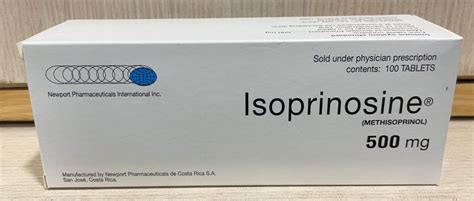 Sold under physician prescription
contents: 100 TABLETS
Newport Pharmaceuticals International Inc.
Isoprinosine®
(METHISOPRINOL)
500 mg
Manufactured by Newport Pharmaceuticals de Costa Rica S.A.
San José, Costa Rica.